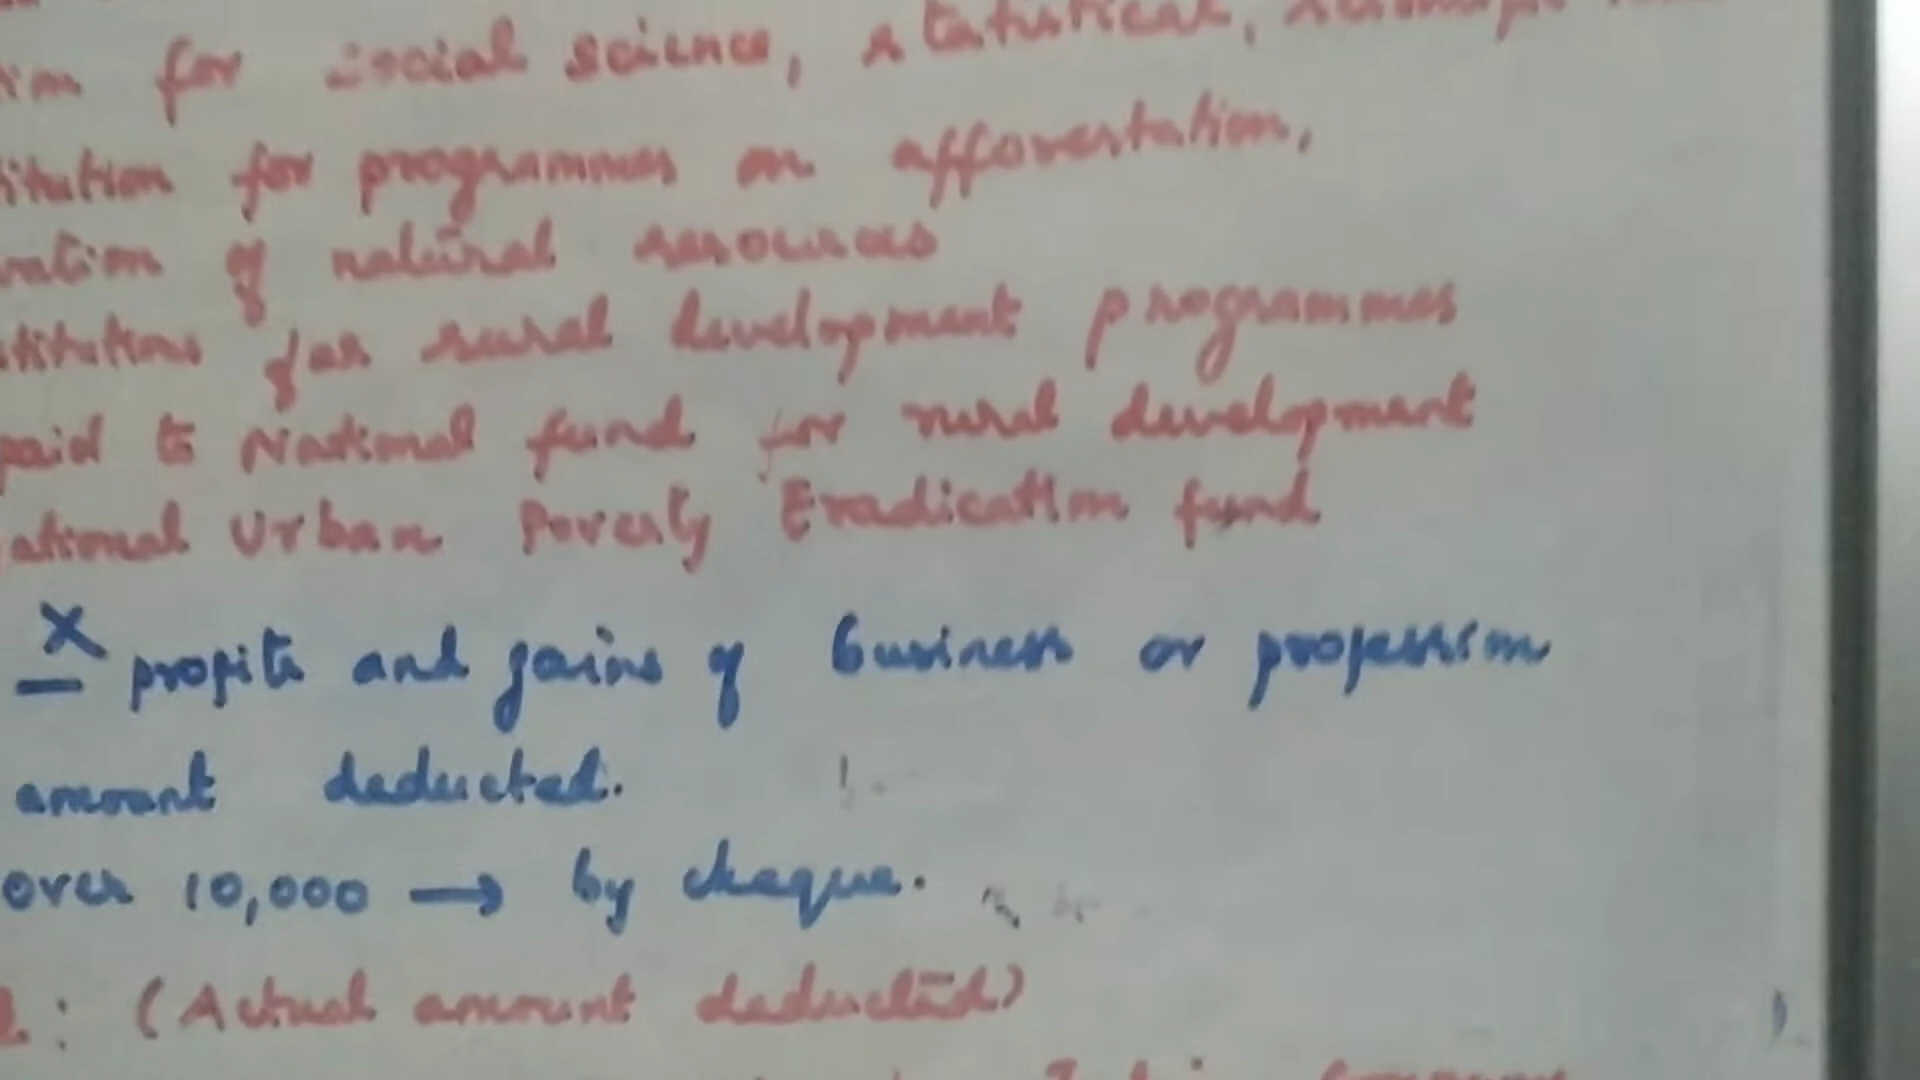 for social science, statistical,
for programmes on afforestation,
of natural resources
for rural development programmes
paid to National fund for rural development
Urban Poverty Eradication fund
X profits and gains of business or profession
amount deducted.
over 10,000 → by cheque.
: (Actual amount deducted)